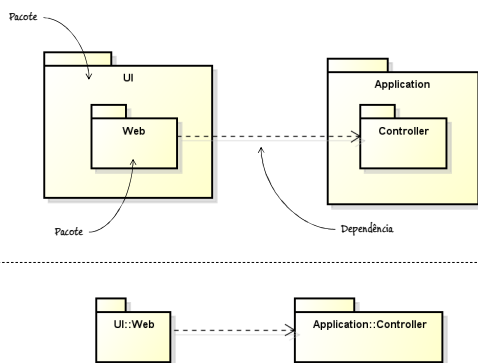 Pacote
UI
Application
Web
Controller
Pacote
Dependência
UI::Web
Application::Controller